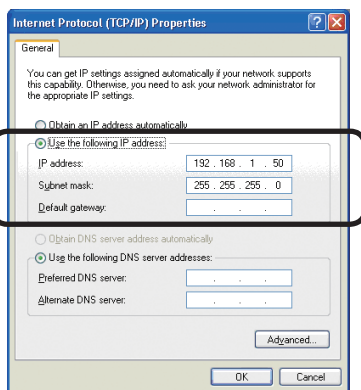 Internet Protocol (TCP/IP) Properties
General
You can get IP settings assigned automatically if your network supports
this capability. Otherwise, you need to ask your network administrator for
the appropriate IP settings.
Obtain an IP address automatically
Use the following IP address:
IP address: 192 . 168 . 1 . 50
Subnet mask: 255 . 255 . 255 . 0
Default gateway: . . .
Obtain DNS server address automatically
Use the following DNS server addresses:
Preferred DNS server: . . .
Alternate DNS server: . . .
Advanced...
OK Cancel